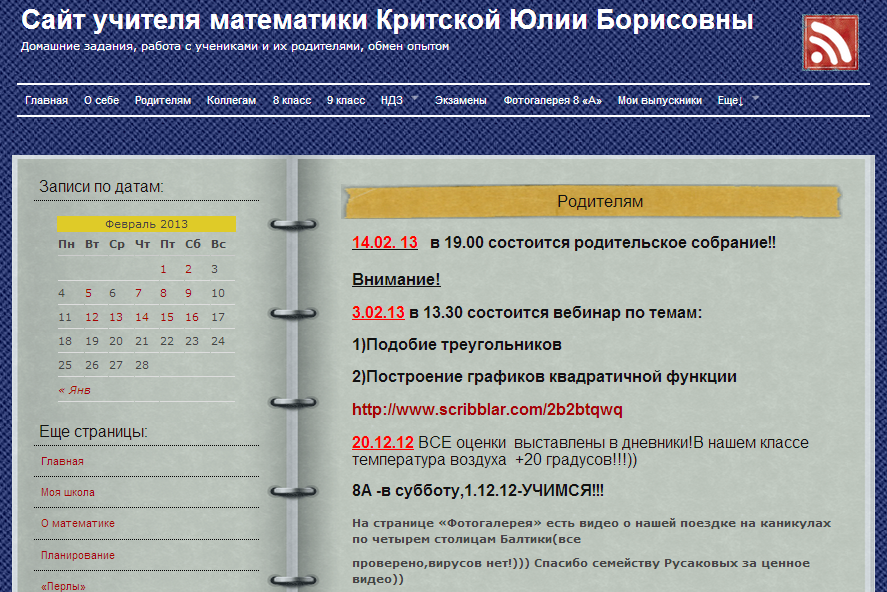 Сайт учителя математики Критской Юлии Борисовны
Домашние задания, работа с учениками и их родителями, обмен опытом
Главная О себе Родителям Коллегам 8 класс 9 класс НДЗ Экзамены Фотогалерея 8 «А» Мои выпускники Еще↓
Записи по датам:
Февраль 2013
Пн Вт Ср Чт Пт Сб Вс
1 2 3
4 5 6 7 8 9 10
11 12 13 14 15 16 17
18 19 20 21 22 23 24
25 26 27 28
« Янв
Еще страницы:
Главная
Моя школа
О математике
Планирование
«Перлы»
Родителям
14.02. 13 в 19.00 состоится родительское собрание!!
Внимание!
3.02.13 в 13.30 состоится вебинар по темам:
1)Подобие треугольников
2)Построение графиков квадратичной функции
http://www.scribblar.com/2b2btqwq
20.12.12 ВСЕ оценки выставлены в дневники!В нашем классе
температура воздуха +20 градусов!!!))
8А -в субботу,1.12.12-УЧИМСЯ!!!
На странице «Фотогалерея» есть видео о нашей поездке на каникулах
по четырем столицам Балтики(все
проверено,вирусов нет!))) Спасибо семейству Русаковых за ценное
видео))